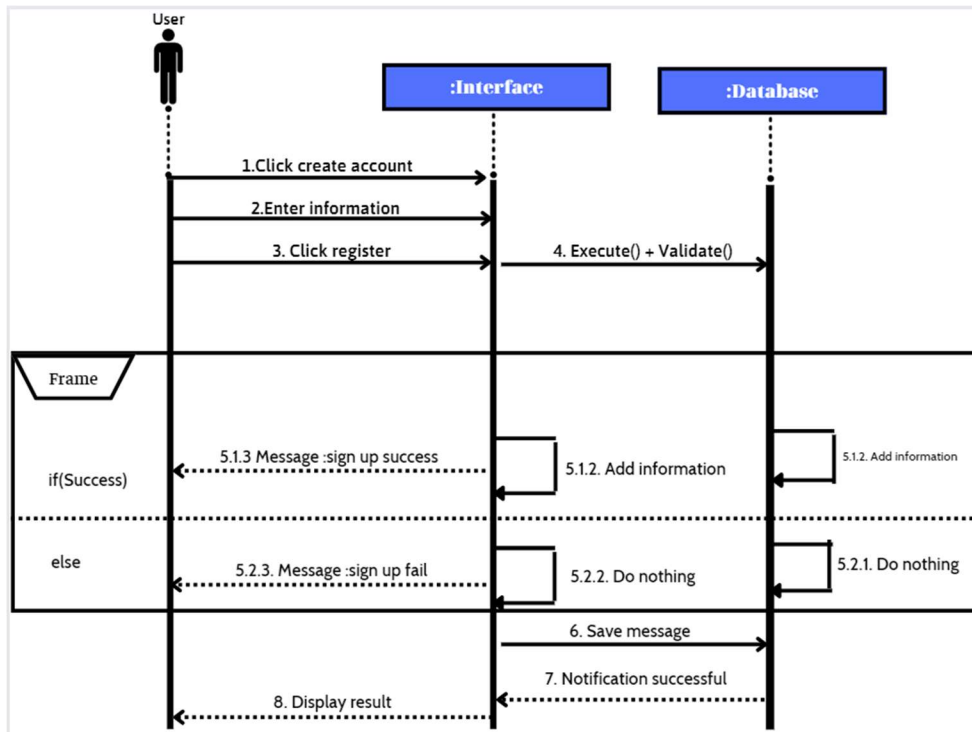 User
:Interface
:Database
1.Click create account
2.Enter information
3. Click register
4. Execute() + Validate()
Frame
if(Success)
5.1.3 Message :sign up success
5.1.2. Add information
5.1.2. Add information
else
5.2.3. Message :sign up fail
5.2.2. Do nothing
5.2.1. Do nothing
6. Save message
7. Notification successful
8. Display result